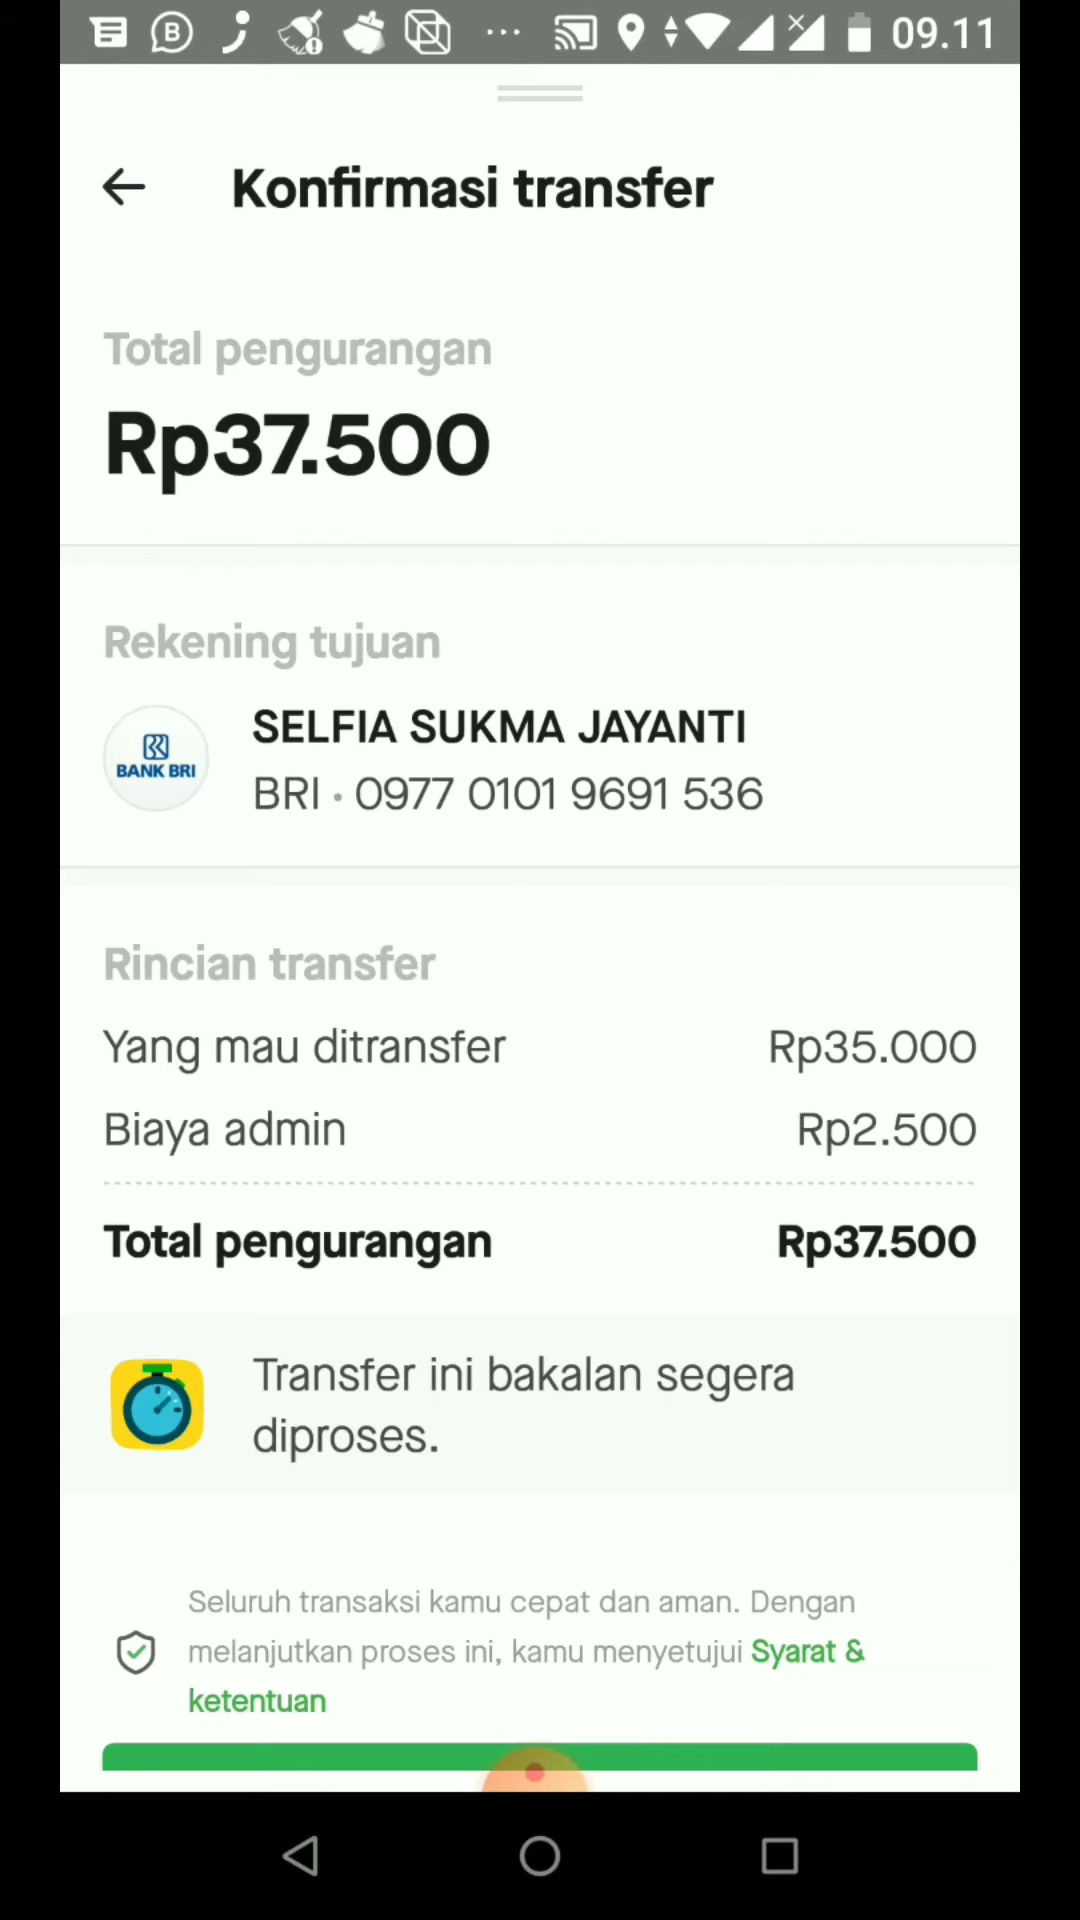 09.11
Konfirmasi transfer
Total pengurangan
Rp37.500
Rekening tujuan
BANK BRI
SELFIA SUKMA JAYANTI
BRI • 0977 0101 9691 536
Rincian transfer
Yang mau ditransfer Rp35.000
Biaya admin Rp2.500
Total pengurangan Rp37.500
Transfer ini bakalan segera
diproses.
Seluruh transaksi kamu cepat dan aman. Dengan
melanjutkan proses ini, kamu menyetujui Syarat &
ketentuan